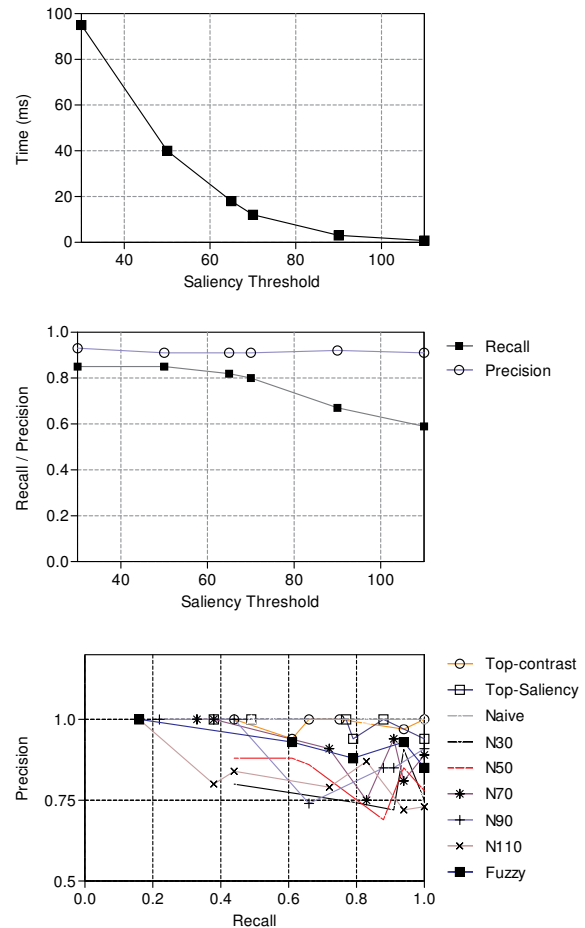 100
80
60
40
20
0
Time (ms)
40 60 80 100
Saliency Threshold
1.0
0.8
0.6
0.4
0.2
0.0
Recall / Precision
40 60 80 100
Saliency Threshold
Recall
Precision
1.0
0.75
0.5
Precision
0.0 0.2 0.4 0.6 0.8 1.0
Recall
Top-contrast
Top-Saliency
Naive
N30
N50
N70
N90
N110
Fuzzy